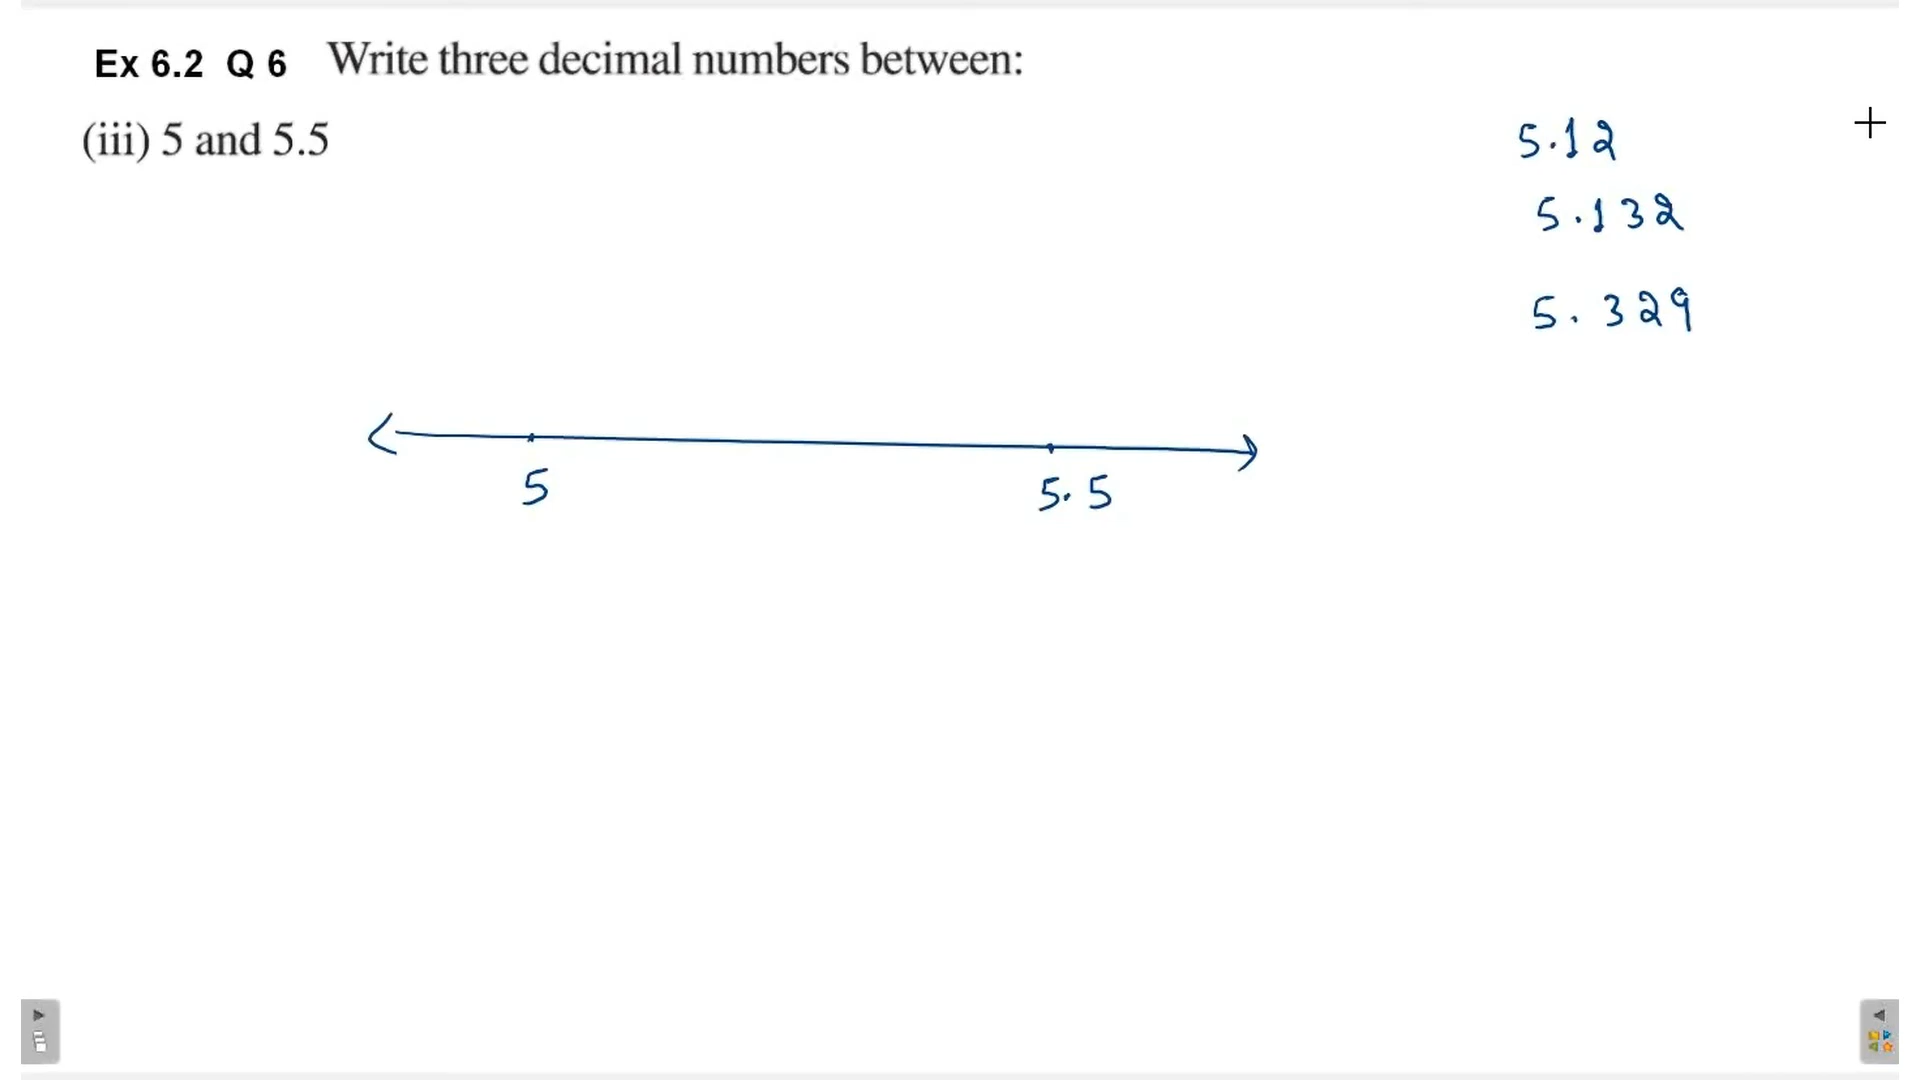 Ex 6.2 Q 6 Write three decimal numbers between:
(iii) 5 and 5.5
5.12
5.132
5.329
5 5.5